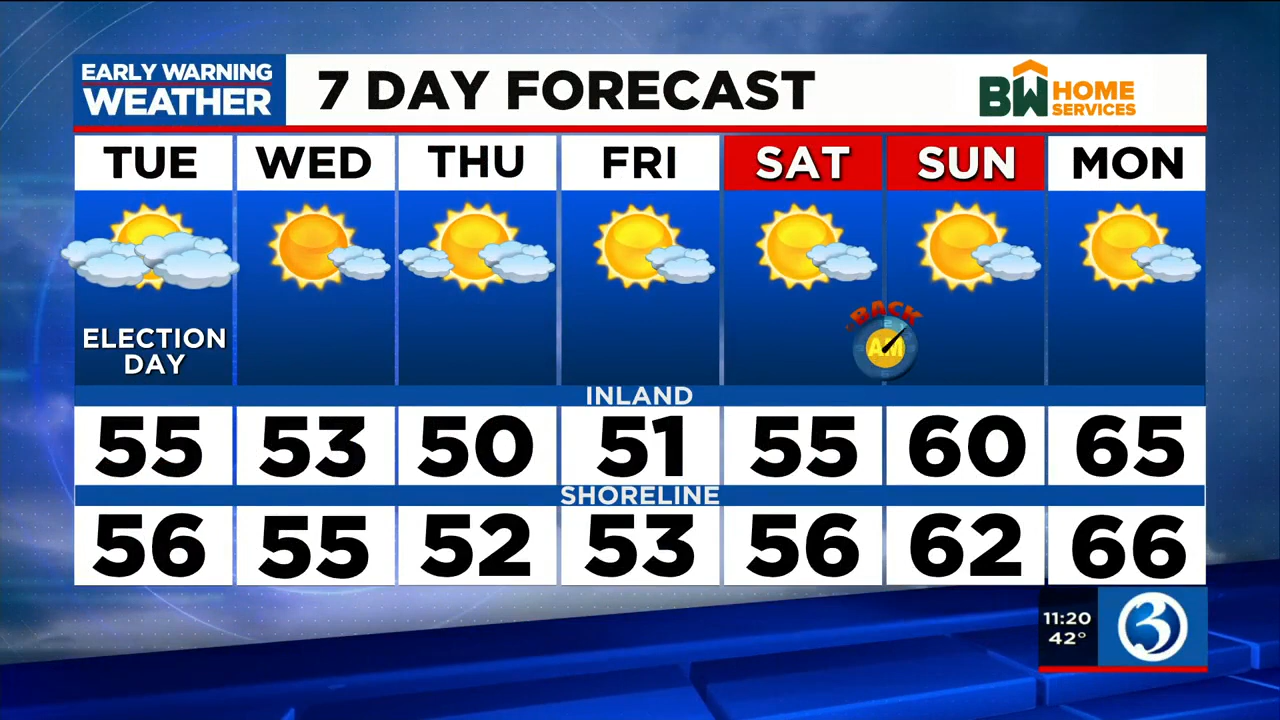 EARLY WARNING
WEATHER
7 DAY FORECAST
BW HOME
SERVICES
TUE WED THU FRI SAT SUN MON
ELECTION
DAY
BACK
AM
INLAND
55 53 50 51 55 60 65
SHORELINE
56 55 52 53 56 62 66
11:20
42°
3